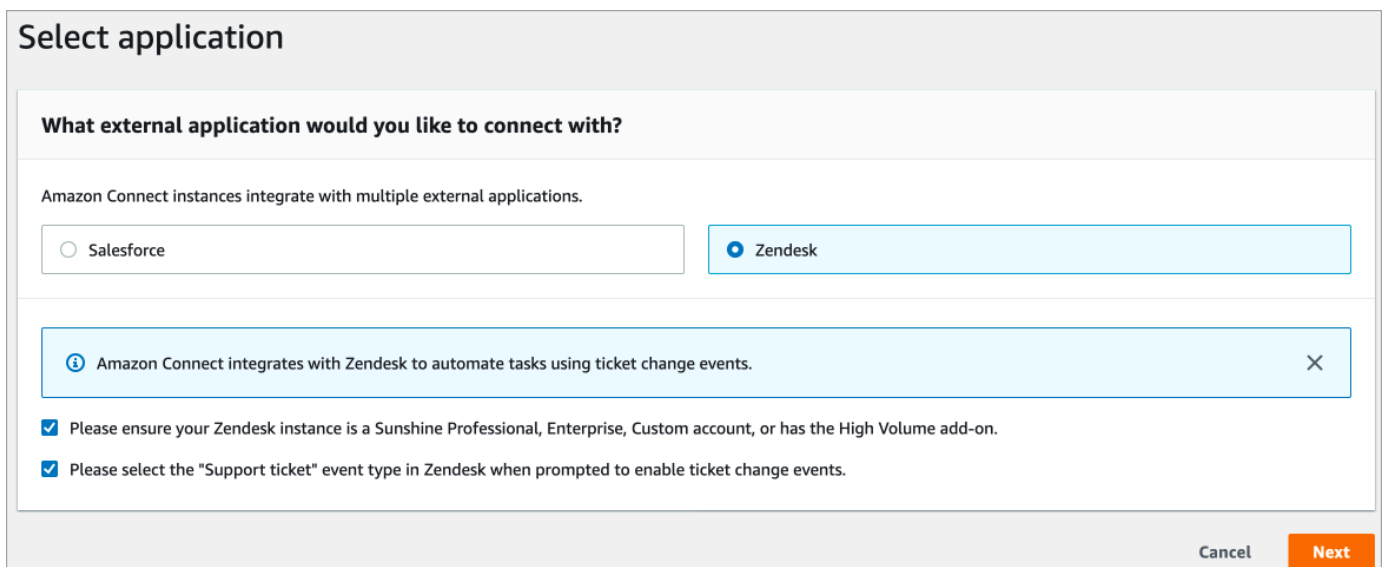 Select application
What external application would you like to connect with?
Amazon Connect instances integrate with multiple external applications.
Salesforce
Zendesk
Amazon Connect integrates with Zendesk to automate tasks using ticket change events.
Please ensure your Zendesk instance is a Sunshine Professional, Enterprise, Custom account, or has the High Volume add-on.
Please select the "Support ticket" event type in Zendesk when prompted to enable ticket change events.
Cancel
Next